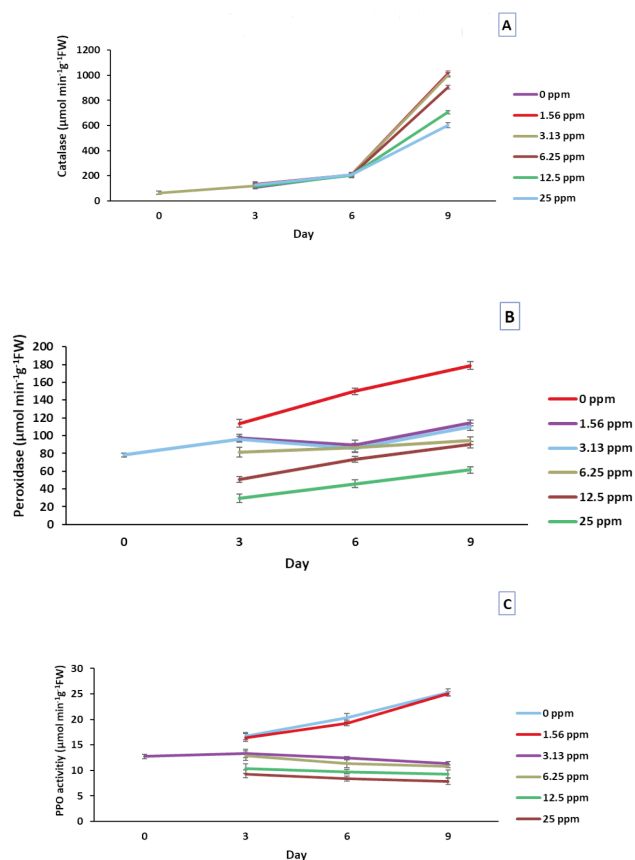 A
Catalase (µmol min-1g-1FW)
1200
1000
800
600
400
200
0
0 3 6 9
Day
0 ppm
1.56 ppm
3.13 ppm
6.25 ppm
12.5 ppm
25 ppm
B
Peroxidase (µmol min-1g-1FW)
200
180
160
140
120
100
80
60
40
20
0
0 3 6 9
Day
0 ppm
1.56 ppm
3.13 ppm
6.25 ppm
12.5 ppm
25 ppm
C
PPO activitiy (µmol min-1g-1FW)
30
25
20
15
10
5
0
0 3 6 9
Day
0 ppm
1.56 ppm
3.13 ppm
6.25 ppm
12.5 ppm
25 ppm